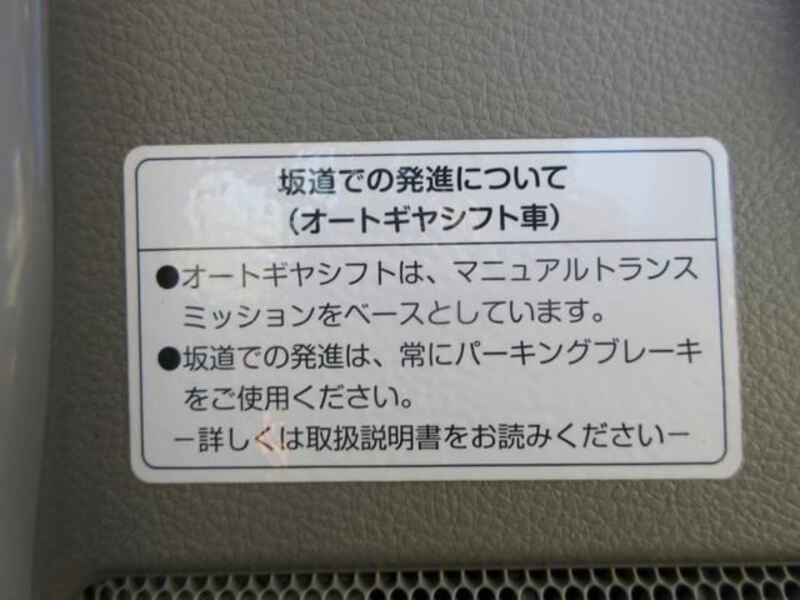 坂道での発進について
（オートギヤシフト車）
●オートギヤシフトは、マニュアルトランス
ミッションをベースとしています。
●坂道での発進は、常にパーキングブレーキ
をご使用ください。
－詳しくは取扱説明書をお読みください－